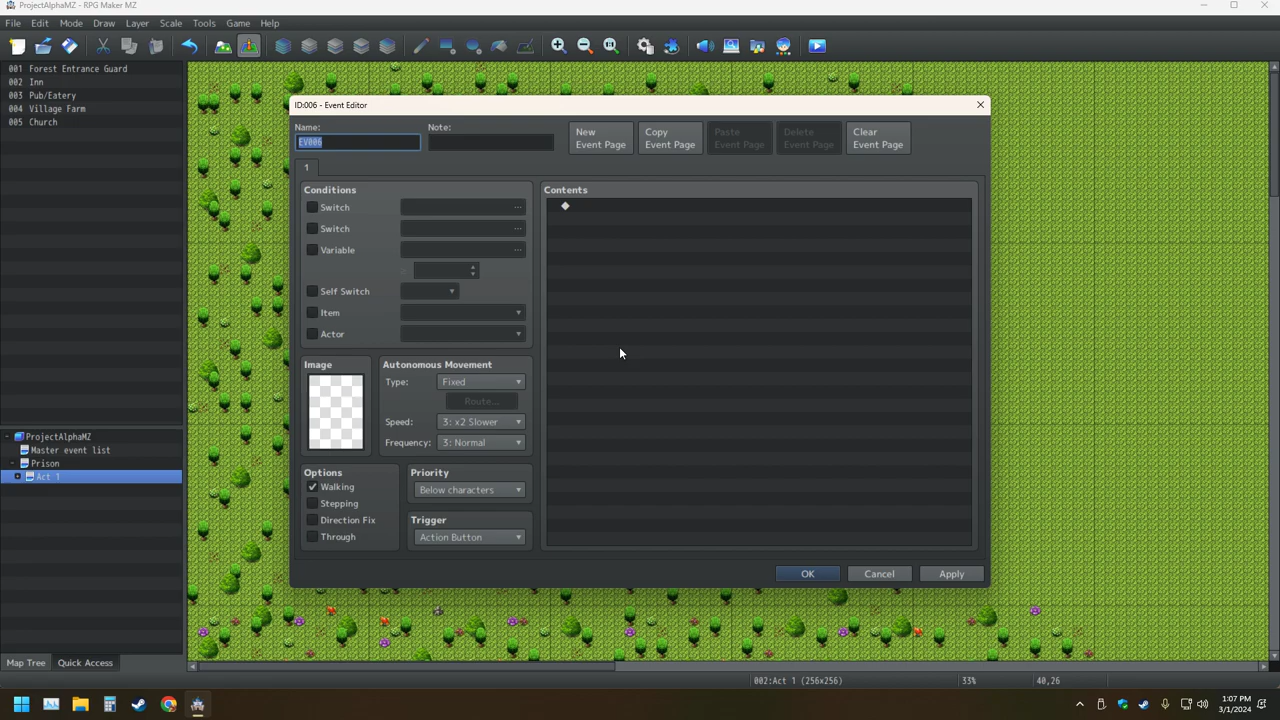 ProjectAlphaMZ - RPG Maker MZ
File Edit Mode Draw Layer Scale Tools Game Help
001 Forest Entrance Guard
002 Inn
003 Pub/Eatery
004 Village Farm
005 Church
ID:006 - Event Editor
Name: Note:
EV006
New Event Page
Copy Event Page
Paste Event Page
Delete Event Page
Clear Event Page
1
Conditions
Switch ...
Switch ...
Variable ...
≥
Self Switch
Item
Actor
Image
Autonomous Movement
Type: Fixed
Route...
Speed: 3: x2 Slower
Frequency: 3: Normal
Options
Walking
Stepping
Direction Fix
Through
Priority
Below characters
Trigger
Action Button
Contents
OK Cancel Apply
ProjectAlphaMZ
Master event list
Prison
Act 1
Map Tree Quick Access
002:Act 1 (256x256) 33% 40,26
1:07 PM
3/1/2024